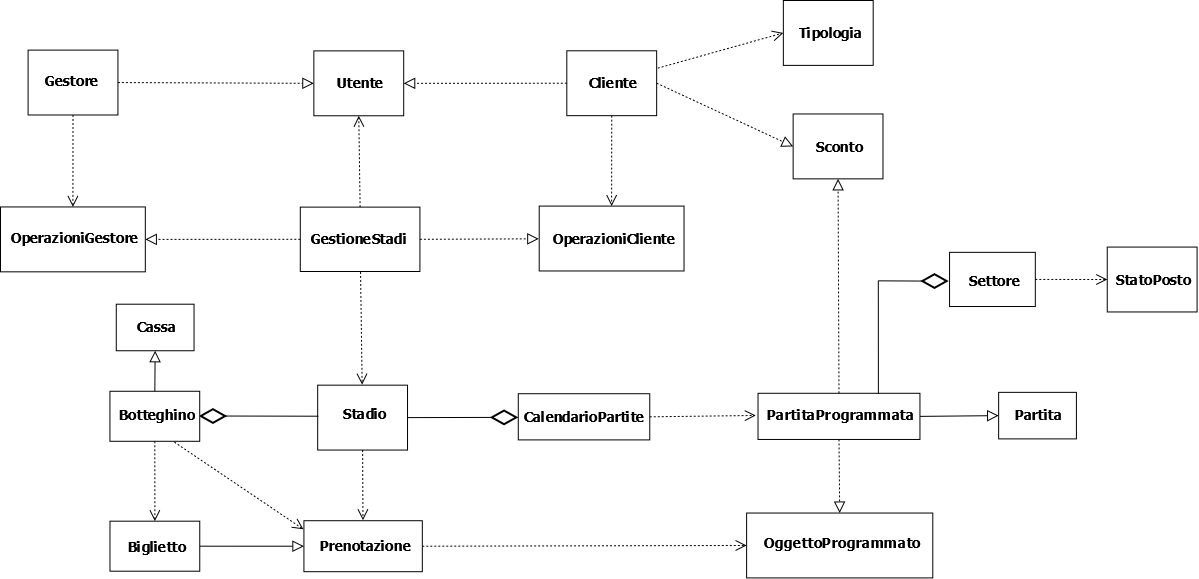 Tipologia
Gestore
Utente
Cliente
Sconto
OperazioniGestore
GestioneStadi
OperazioniCliente
Settore
StatoPosto
Cassa
Botteghino
Stadio
CalendarioPartite
PartitaProgrammata
Partita
Biglietto
Prenotazione
OggettoProgrammato